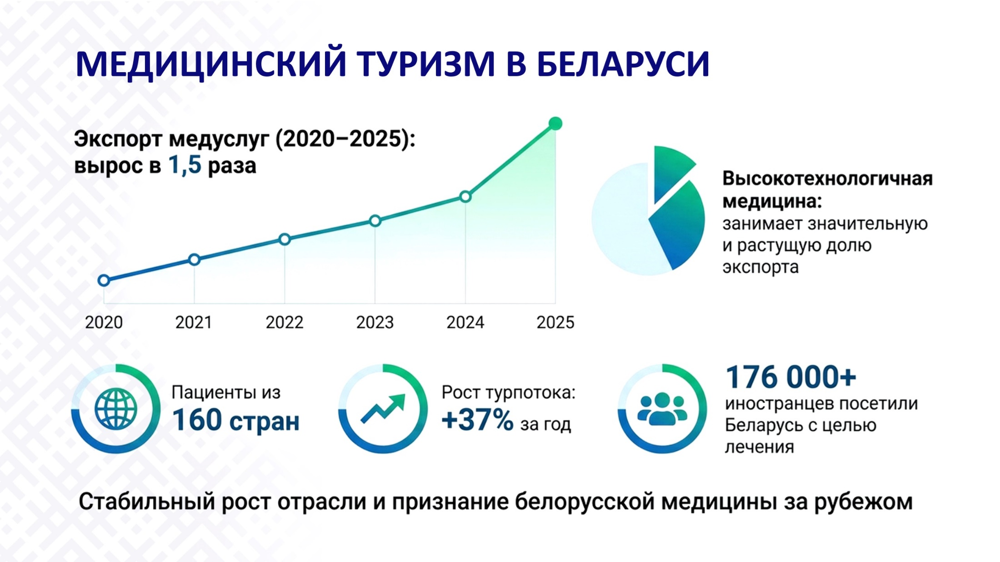 МЕДИЦИНСКИЙ ТУРИЗМ В БЕЛАРУСИ
Экспорт медуслуг (2020–2025):
вырос в 1,5 раза
2020 2021 2022 2023 2024 2025
Высокотехнологичная
медицина:
занимает значительную
и растущую долю
экспорта
Пациенты из
160 стран
Рост турпотока:
+37% за год
176 000+
иностранцев посетили
Беларусь с целью
лечения
Стабильный рост отрасли и признание белорусской медицины за рубежом